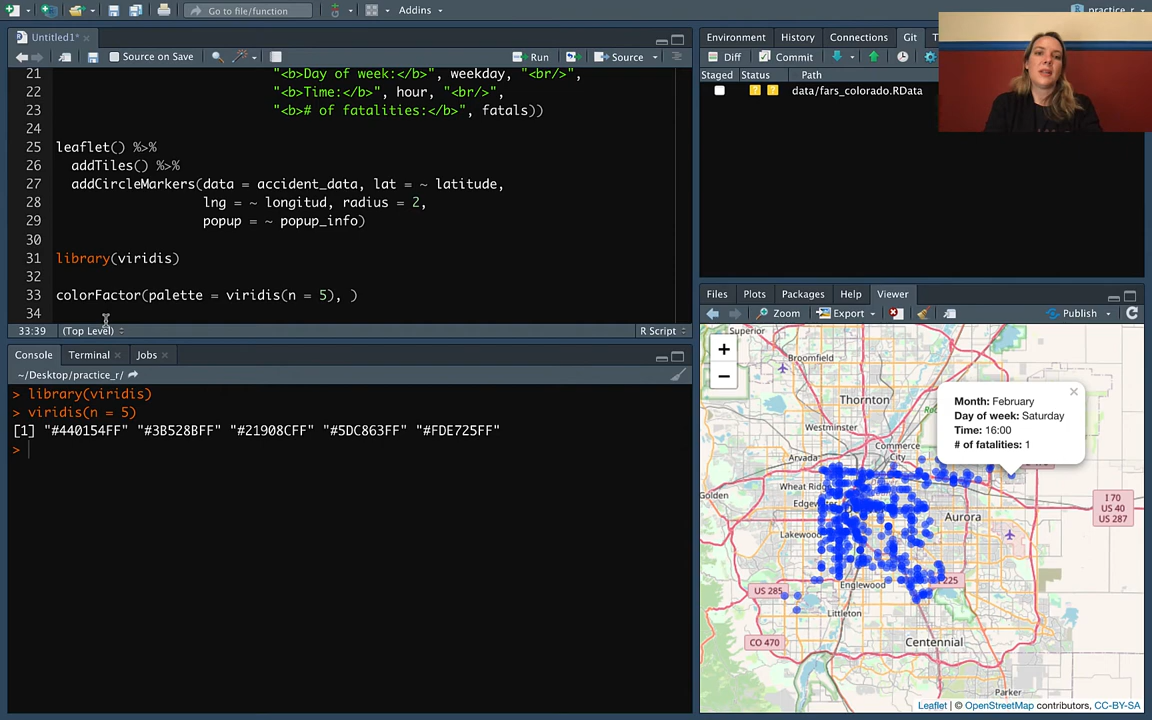 Go to file/function
Addins
practice_r
Untitled1*
Source on Save
Run
Source
21 "<b>Day of week:</b>", weekday, "<br/>",
22 "<b>Time:</b>", hour, "<br/>",
23 "<b># of fatalities:</b>", fatals))
24
25 leaflet() %>%
26 addTiles() %>%
27 addCircleMarkers(data = accident_data, lat = ~ latitude,
28 lng = ~ longitud, radius = 2,
29 popup = ~ popup_info)
30
31 library(viridis)
32
33 colorFactor(palette = viridis(n = 5), )
34
33:39 (Top Level) R Script
Console Terminal Jobs
~/Desktop/practice_r/
> library(viridis)
> viridis(n = 5)
[1] "#440154FF" "#3B528BFF" "#21908CFF" "#5DC863FF" "#FDE725FF"
>
Environment History Connections Git T
Diff Commit
Staged Status Path
? ? data/fars_colorado.RData
Files Plots Packages Help Viewer
Zoom Export Publish
+
−
Superior
Broomfield
Thornton
Westminster
Commerce
City
Arvada
Wheat Rid
Golden
Edgew
Lakewood
Aurora
Englewood
I 225
US 285
Littleton
CO 470
Centennial
Parker
I 70
US 40
US 287
Month: February
Day of week: Saturday
Time: 16:00
# of fatalities: 1
×
Leaflet | © OpenStreetMap contributors, CC-BY-SA